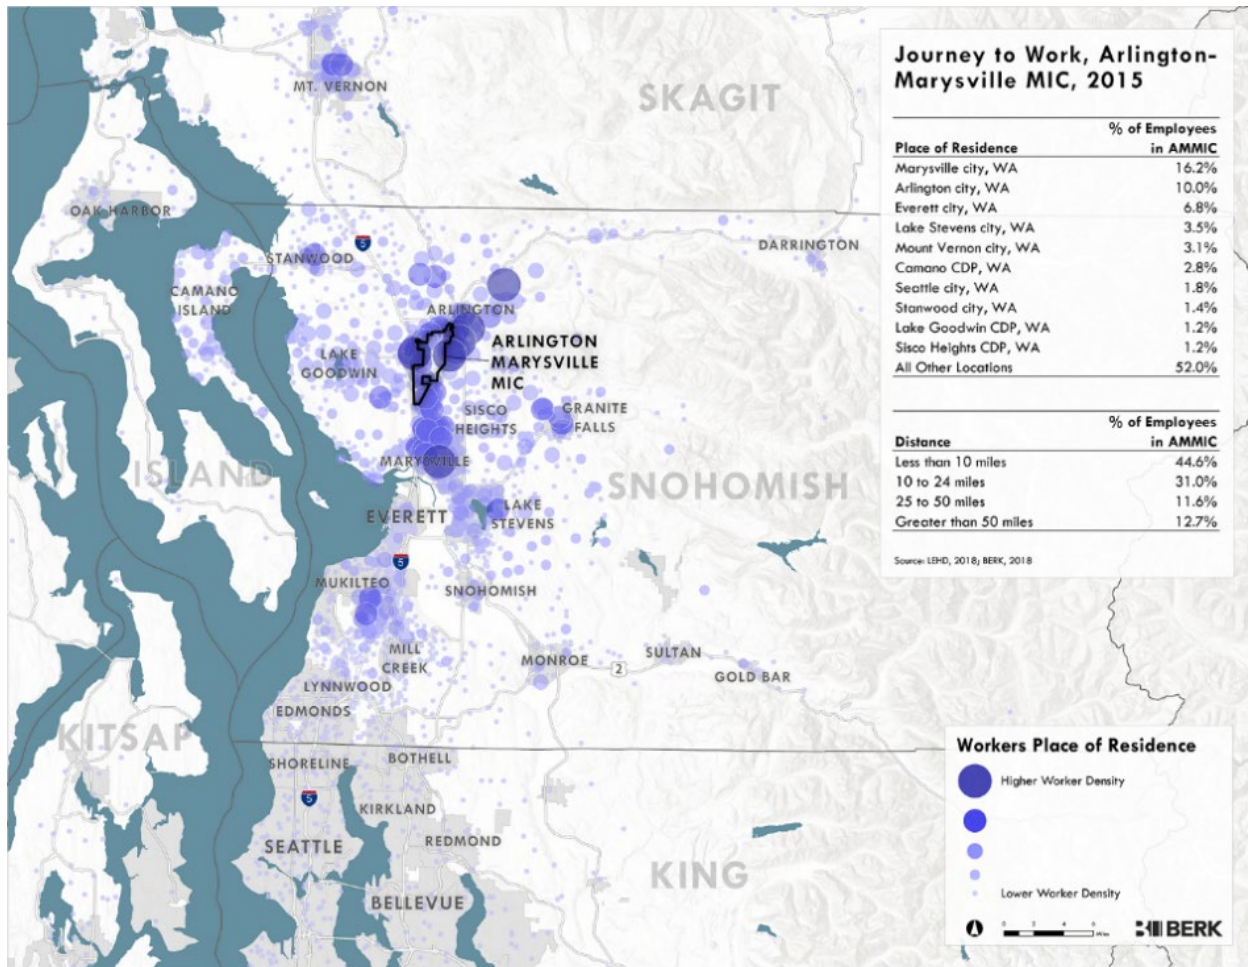 MT. VERNON
SKAGIT
OAK HARBOR
5
STANWOOD
DARRINGTON
CAMANO
ISLAND
ARLINGTON
ARLINGTON
MARYSVILLE
MIC
LAKE
GOODWIN
SISCO
HEIGHTS
GRANITE
FALLS
MARYSVILLE
ISLAND
SNOHOMISH
EVERETT
LAKE
STEVENS
5
MUKILTEO
SNOHOMISH
MILL
CREEK
MONROE
2
SULTAN
GOLD BAR
LYNNWOOD
EDMONDS
KITSAP
SHORELINE
BOTHELL
5
KIRKLAND
SEATTLE
REDMOND
KING
BELLEVUE
Journey to Work, Arlington-
Marysville MIC, 2015
% of Employees
Place of Residence in AMMIC
Marysville city, WA 16.2%
Arlington city, WA 10.0%
Everett city, WA 6.8%
Lake Stevens city, WA 3.5%
Mount Vernon city, WA 3.1%
Camano CDP, WA 2.8%
Seattle city, WA 1.8%
Stanwood city, WA 1.4%
Lake Goodwin CDP, WA 1.2%
Sisco Heights CDP, WA 1.2%
All Other Locations 52.0%
% of Employees
Distance in AMMIC
Less than 10 miles 44.6%
10 to 24 miles 31.0%
25 to 50 miles 11.6%
Greater than 50 miles 12.7%
Source: LEHD, 2018; BERK, 2018
Workers Place of Residence
Higher Worker Density
Lower Worker Density
BERK